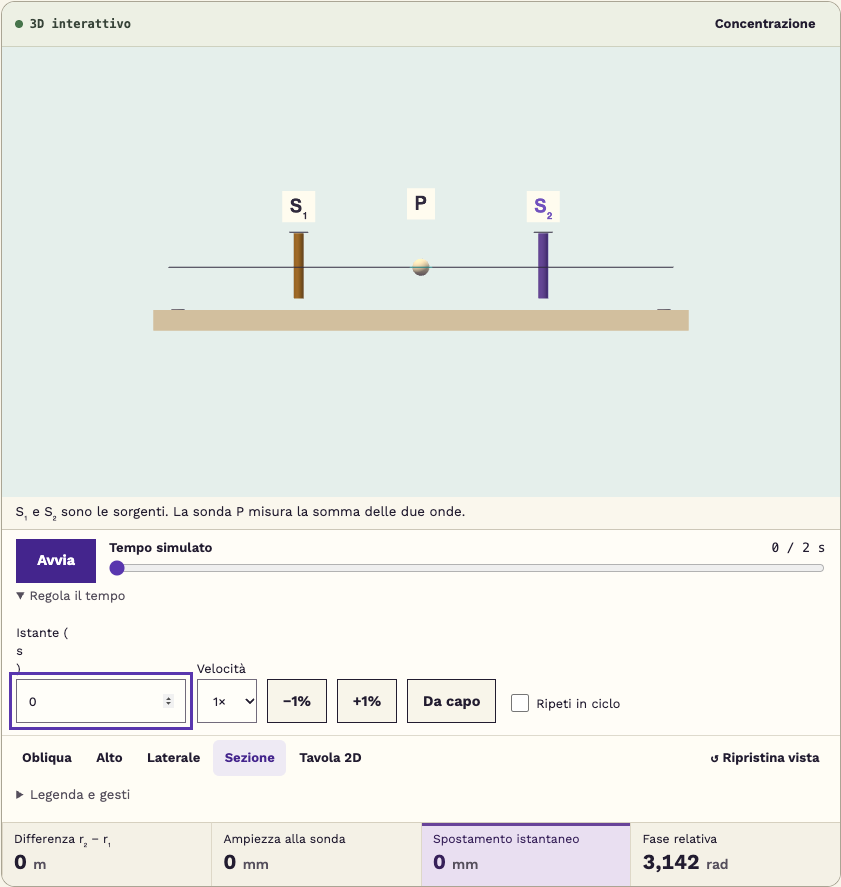 3D interattivo
Concentrazione
S₁
P
S₂
S₁ e S₂ sono le sorgenti. La sonda P misura la somma delle due onde.
Avvia
Tempo simulato
0 / 2 s
▼ Regola il tempo
Istante (
s
)
Velocità
0
1×
−1%
+1%
Da capo
Ripeti in ciclo
Obliqua
Alto
Laterale
Sezione
Tavola 2D
↺ Ripristina vista
▶ Legenda e gesti
Differenza r₂ − r₁
0 m
Ampiezza alla sonda
0 mm
Spostamento istantaneo
0 mm
Fase relativa
3,142 rad